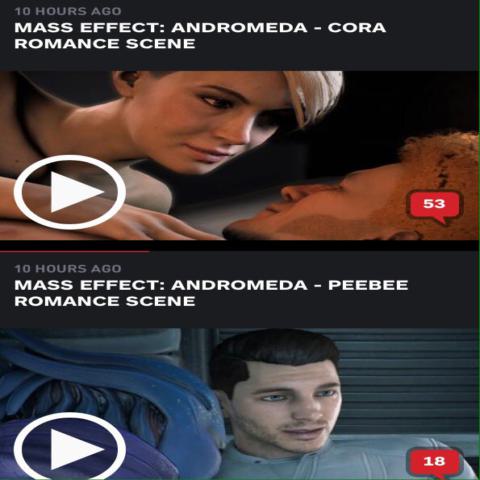 10 HOURS AGO
MASS EFFECT: ANDROMEDA - CORA
ROMANCE SCENE
53
10 HOURS AGO
MASS EFFECT: ANDROMEDA - PEEBEE
ROMANCE SCENE
18